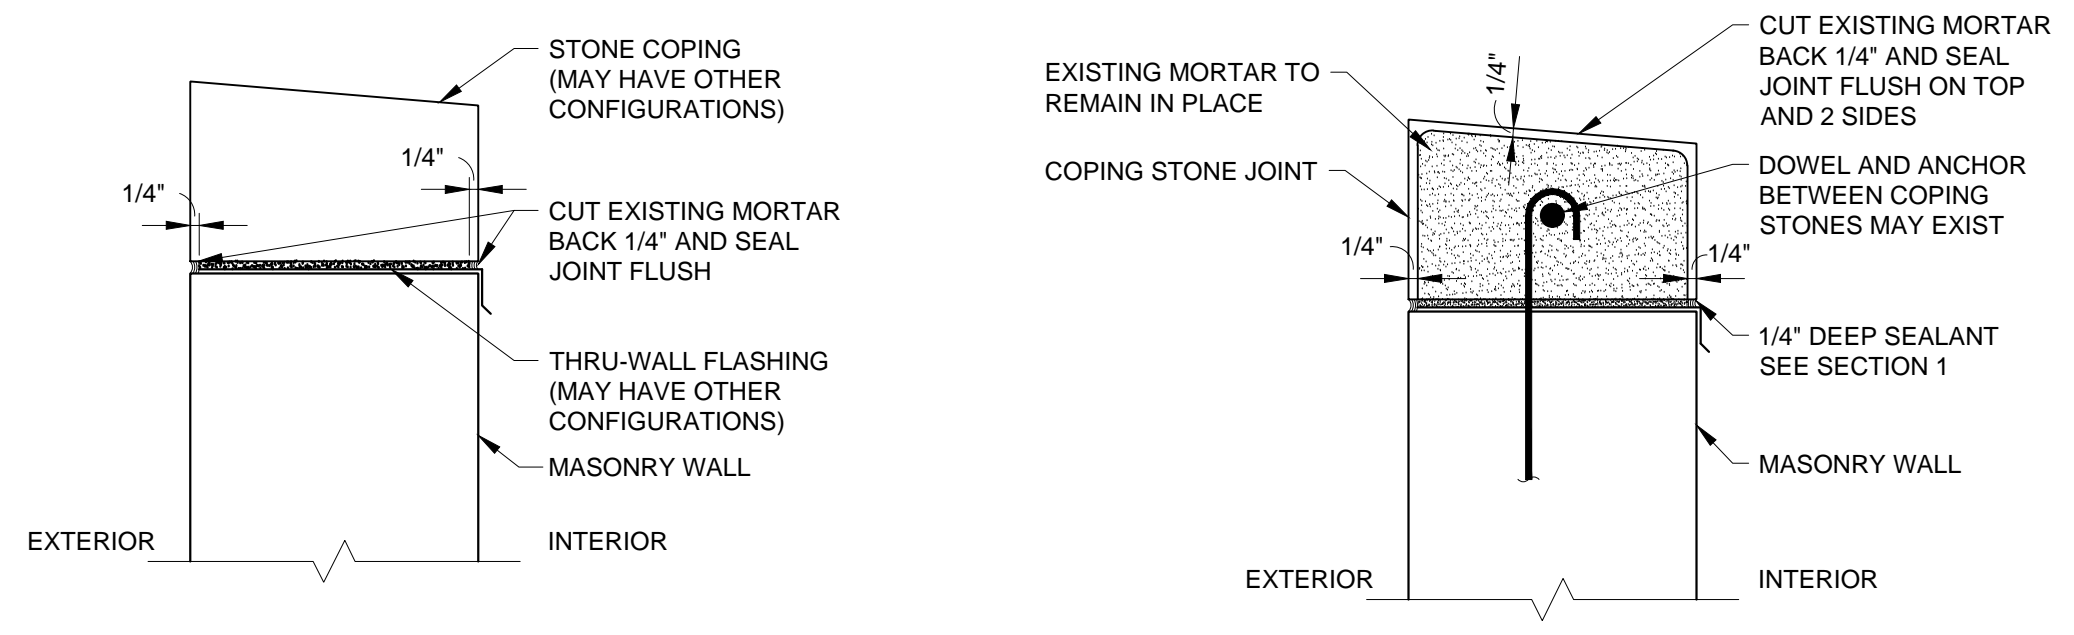 STONE COPING
(MAY HAVE OTHER
CONFIGURATIONS)
1/4"
1/4"
CUT EXISTING MORTAR
BACK 1/4" AND SEAL
JOINT FLUSH
THRU-WALL FLASHING
(MAY HAVE OTHER
CONFIGURATIONS)
MASONRY WALL
EXTERIOR
INTERIOR
CUT EXISTING MORTAR
BACK 1/4" AND SEAL
JOINT FLUSH ON TOP
AND 2 SIDES
1/4"
EXISTING MORTAR TO
REMAIN IN PLACE
COPING STONE JOINT
DOWEL AND ANCHOR
BETWEEN COPING
STONES MAY EXIST
1/4"
1/4"
1/4" DEEP SEALANT
SEE SECTION 1
MASONRY WALL
EXTERIOR
INTERIOR